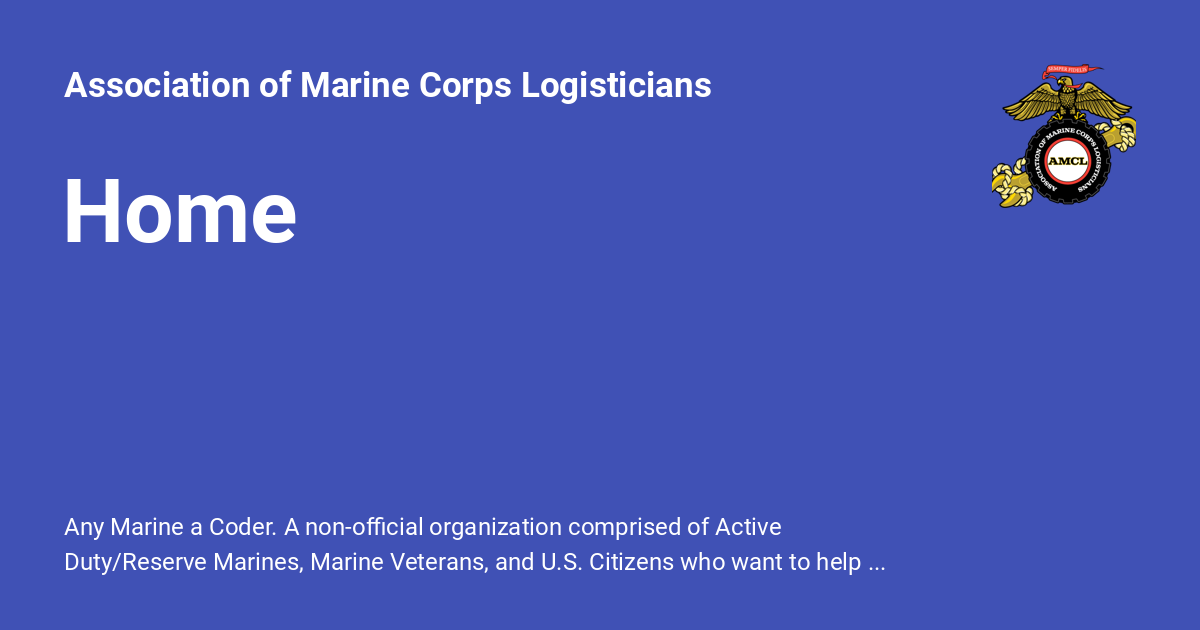 Association of Marine Corps Logisticians
SEMPER FIDELIS
ASSOCIATION OF MARINE CORPS LOGISTICIANS
AMCL
Home
Any Marine a Coder. A non-official organization comprised of Active
Duty/Reserve Marines, Marine Veterans, and U.S. Citizens who want to help ...